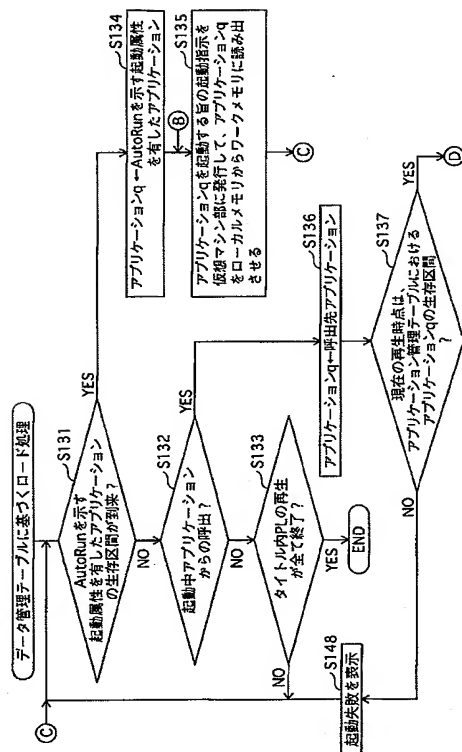 データ管理テーブルに基づくロード処理
C
S131
AutoRunを示す
起動属性を有したアプリケーション
の生存区間が到来?
YES
NO
S134
アプリケーションq←AutoRunを示す起動属性
を有したアプリケーション
B
S135
アプリケーションqを起動する旨の起動指示を
仮想マシン部に発行して、アプリケーションq
をローカルメモリからワークメモリに読み出
させる
C
S132
起動中アプリケーション
からの呼出?
YES
NO
S136
アプリケーションq←呼出先アプリケーション
S133
タイトル内PLの再生
が全て終了?
NO
YES
END
S137
現在の再生時点は、
アプリケーション管理テーブルにおける
アプリケーションqの生存区間
?
YES
D
NO
S148
起動失敗を表示